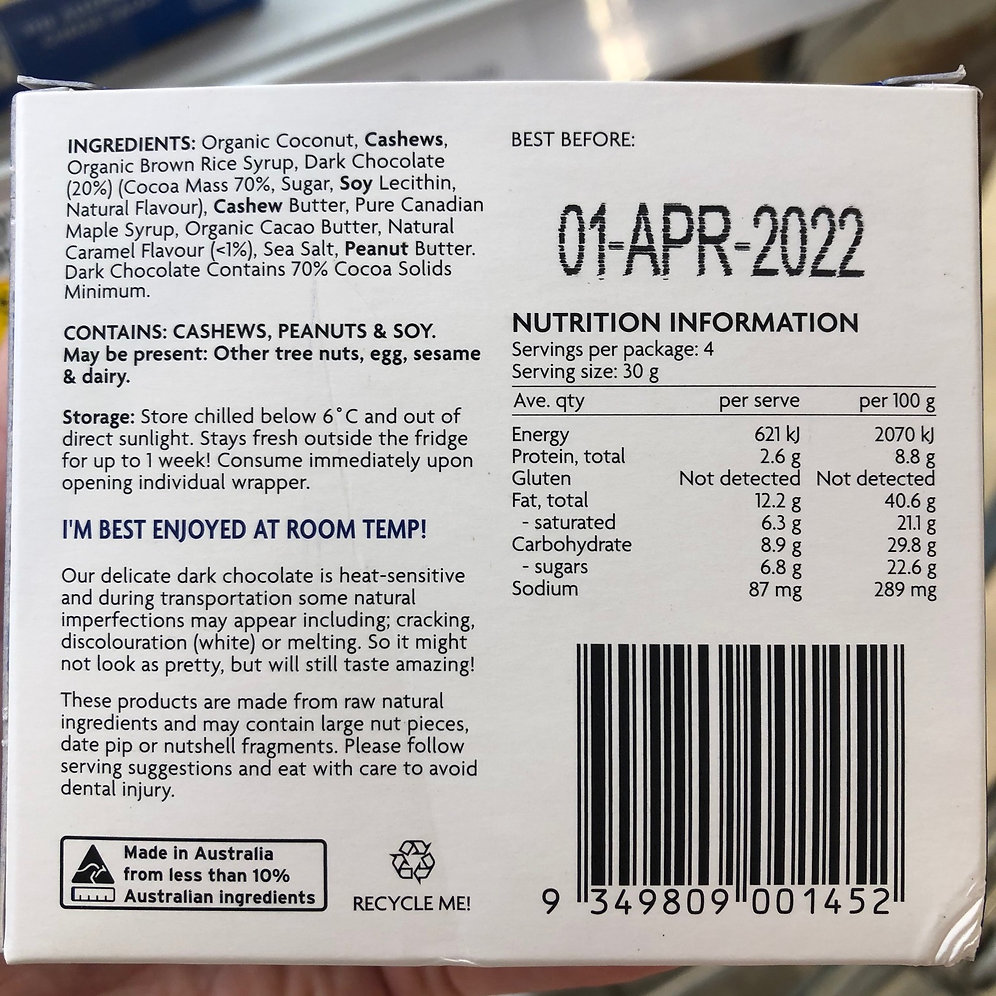 INGREDIENTS: Organic Coconut, Cashews,
Organic Brown Rice Syrup, Dark Chocolate
(20%) (Cocoa Mass 70%, Sugar, Soy Lecithin,
Natural Flavour), Cashew Butter, Pure Canadian
Maple Syrup, Organic Cacao Butter, Natural
Caramel Flavour (<1%), Sea Salt, Peanut Butter.
Dark Chocolate Contains 70% Cocoa Solids
Minimum.
CONTAINS: CASHEWS, PEANUTS & SOY.
May be present: Other tree nuts, egg, sesame
& dairy.
Storage: Store chilled below 6°C and out of
direct sunlight. Stays fresh outside the fridge
for up to 1 week! Consume immediately upon
opening individual wrapper.
I'M BEST ENJOYED AT ROOM TEMP!
Our delicate dark chocolate is heat-sensitive
and during transportation some natural
imperfections may appear including; cracking,
discolouration (white) or melting. So it might
not look as pretty, but will still taste amazing!
These products are made from raw natural
ingredients and may contain large nut pieces,
date pip or nutshell fragments. Please follow
serving suggestions and eat with care to avoid
dental injury.
Made in Australia
from less than 10%
Australian ingredients
RECYCLE ME!
BEST BEFORE:
01-APR-2022
NUTRITION INFORMATION
Servings per package: 4
Serving size: 30 g
Ave. qty per serve per 100 g
Energy 621 kJ 2070 kJ
Protein, total 2.6 g 8.8 g
Gluten Not detected Not detected
Fat, total 12.2 g 40.6 g
- saturated 6.3 g 21.1 g
Carbohydrate 8.9 g 29.8 g
- sugars 6.8 g 22.6 g
Sodium 87 mg 289 mg
9 349809 001452